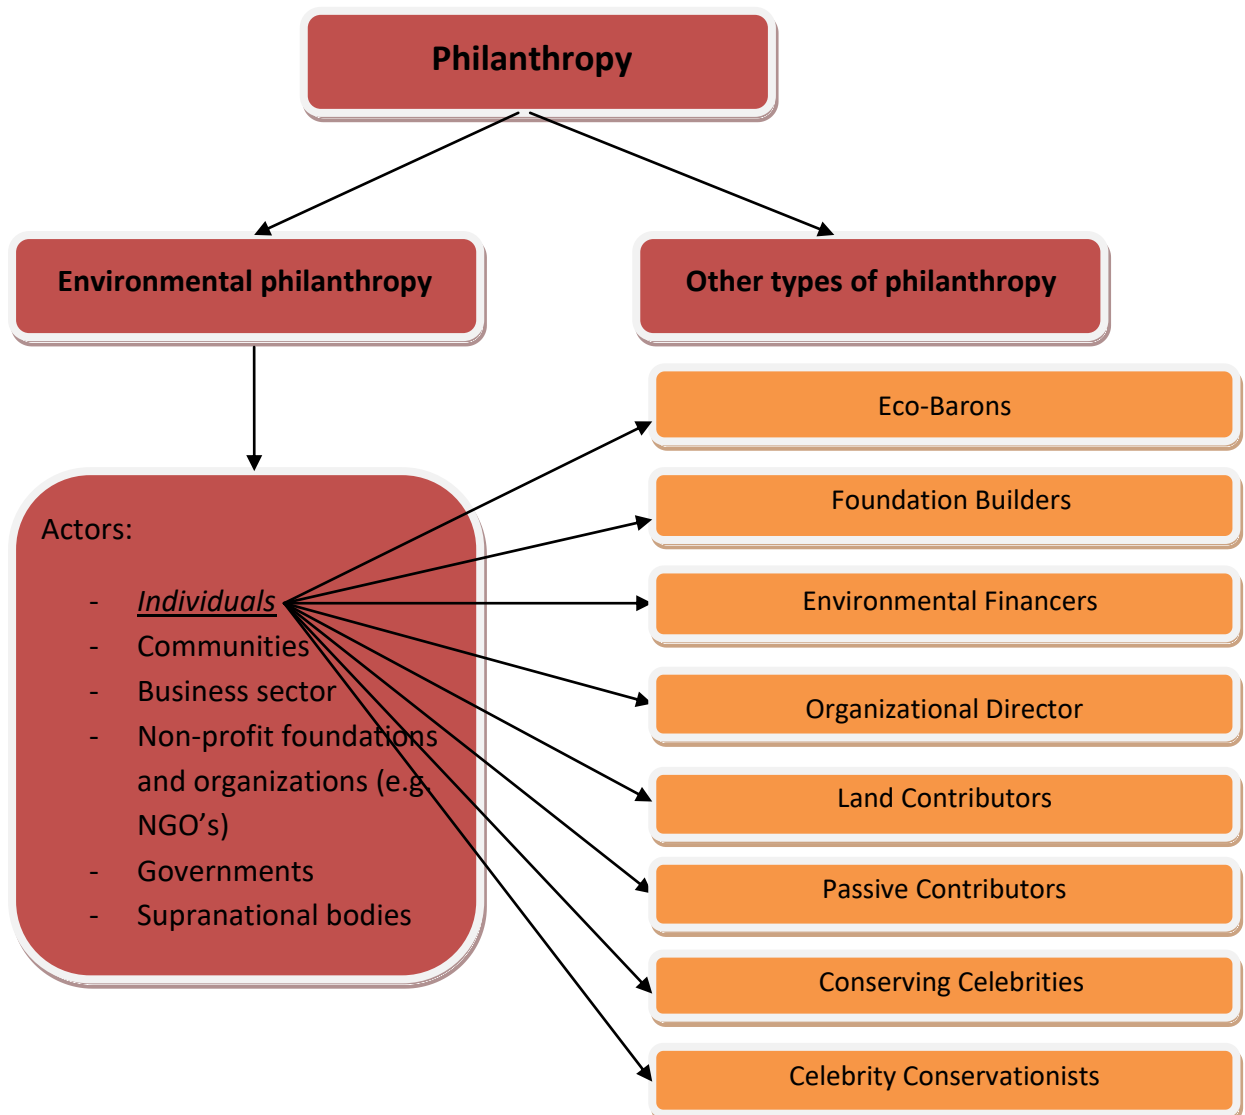 Philanthropy
Environmental philanthropy
Other types of philanthropy
Actors:
- Individuals
- Communities
- Business sector
- Non-profit foundations
and organizations (e.g.
NGO’s)
- Governments
- Supranational bodies
Eco-Barons
Foundation Builders
Environmental Financers
Organizational Director
Land Contributors
Passive Contributors
Conserving Celebrities
Celebrity Conservationists